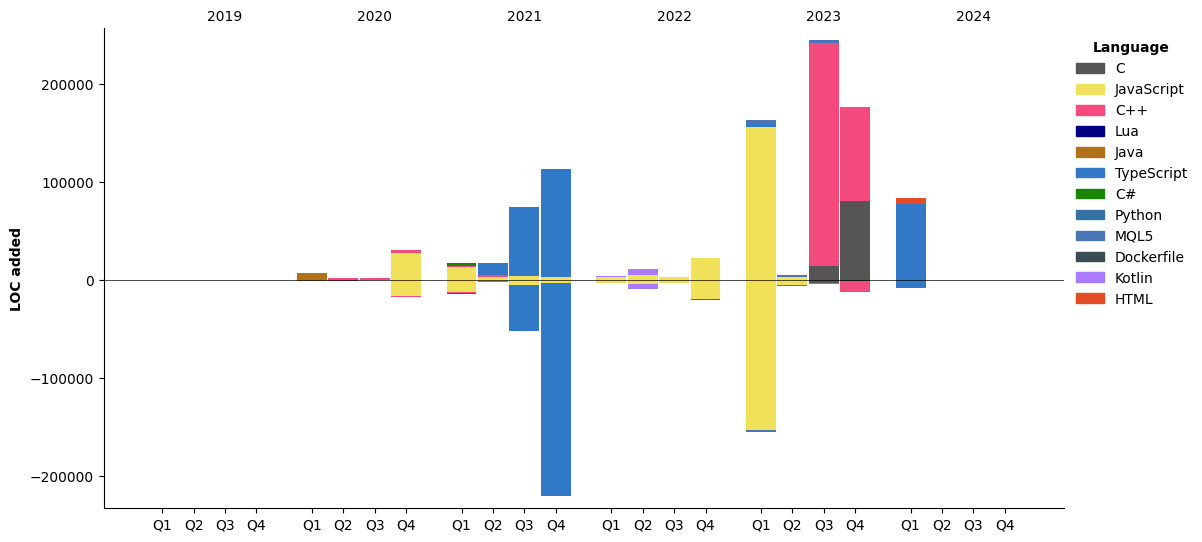 2019 2020 2021 2022 2023 2024
LOC added
200000
100000
0
−100000
−200000
Q1 Q2 Q3 Q4 Q1 Q2 Q3 Q4 Q1 Q2 Q3 Q4 Q1 Q2 Q3 Q4 Q1 Q2 Q3 Q4 Q1 Q2 Q3 Q4
Language
C
JavaScript
C++
Lua
Java
TypeScript
C#
Python
MQL5
Dockerfile
Kotlin
HTML